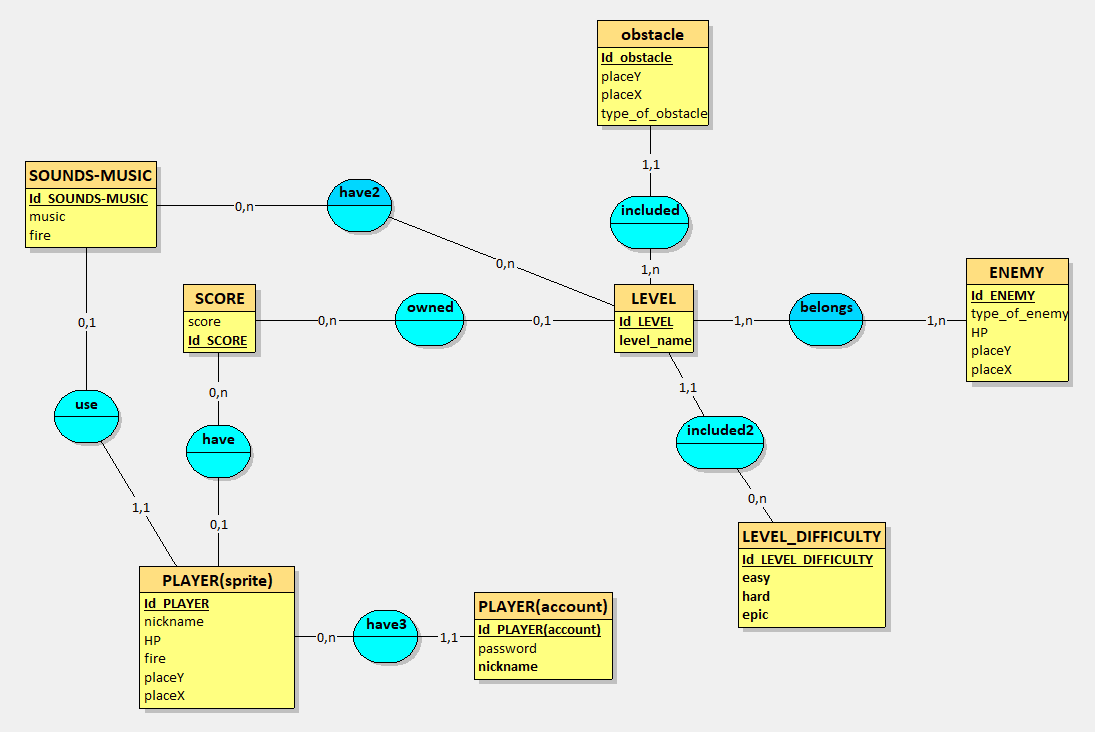 obstacle
Id_obstacle
placeY
placeX
type_of_obstacle
1,1
included
1,n
SOUNDS-MUSIC
Id_SOUNDS-MUSIC
music
fire
0,n
have2
0,n
ENEMY
Id_ENEMY
type_of_enemy
HP
placeY
placeX
SCORE
score
Id_SCORE
0,n
owned
0,1
LEVEL
Id_LEVEL
level_name
1,n
belongs
1,n
0,1
use
1,1
0,n
have
0,1
1,1
included2
0,n
LEVEL_DIFFICULTY
Id_LEVEL_DIFFICULTY
easy
hard
epic
PLAYER(sprite)
Id_PLAYER
nickname
HP
fire
placeY
placeX
0,n
have3
1,1
PLAYER(account)
Id_PLAYER(account)
password
nickname